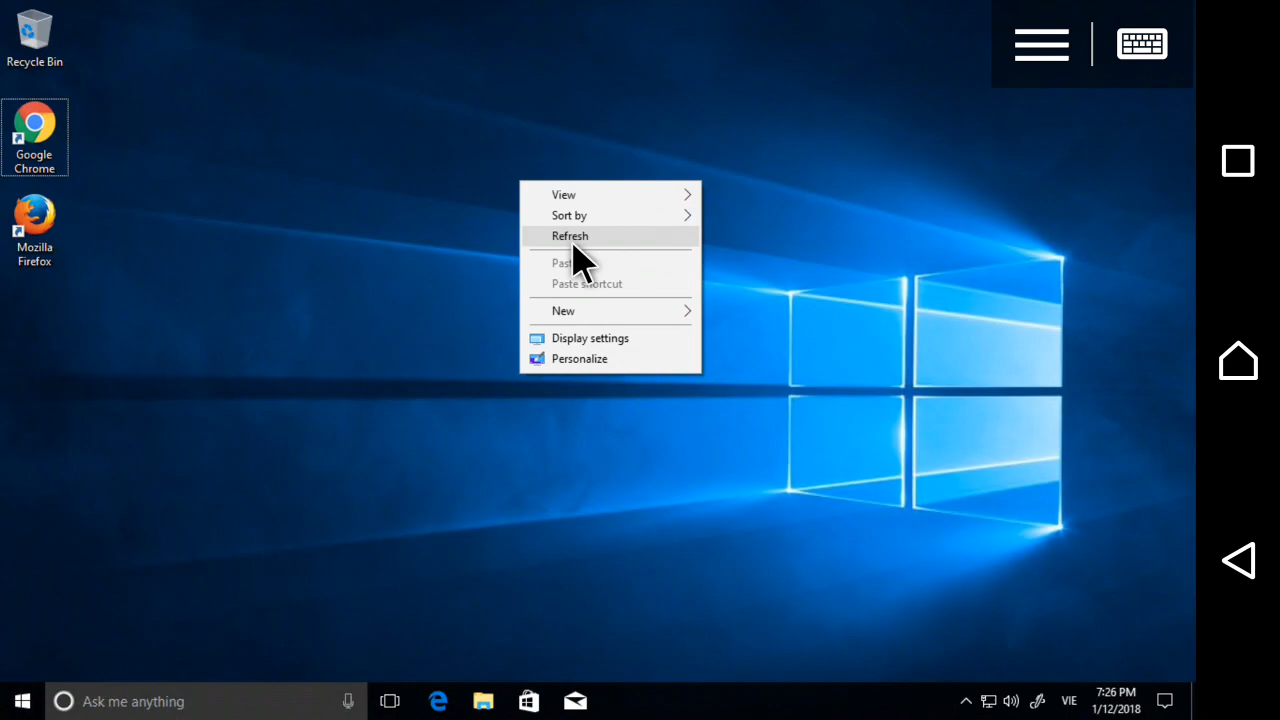 Recycle Bin
Google
Chrome
Mozilla
Firefox
View
Sort by
Refresh
Paste shortcut
New
Display settings
Personalize
Ask me anything
VIE
7:26 PM
1/12/2018